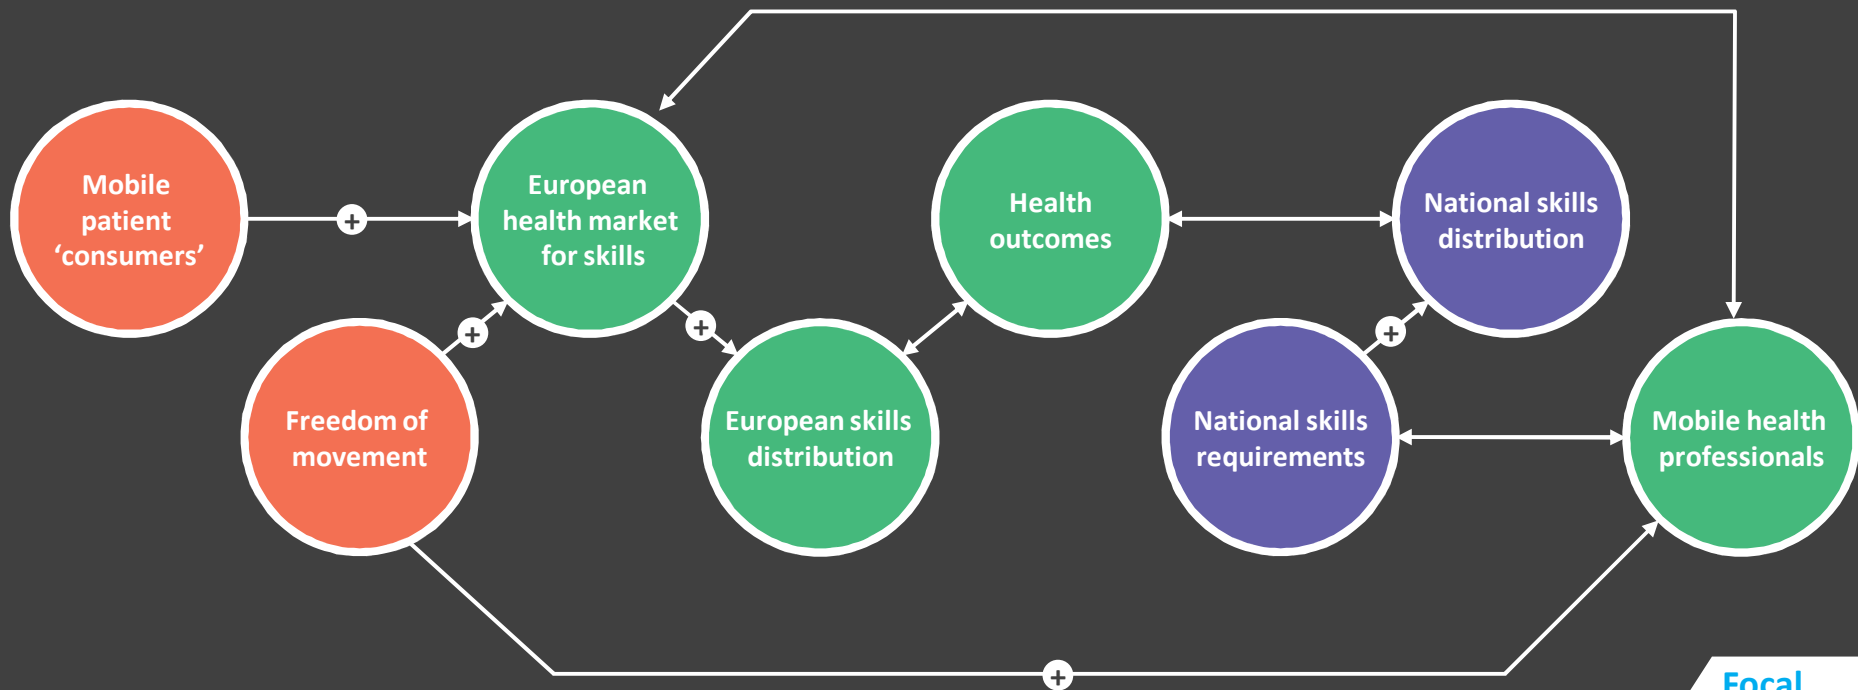 Mobile
patient
‘consumers’
European
health market
for skills
Health
outcomes
National skills
distribution
Freedom of
movement
European skills
distribution
National skills
requirements
Mobile health
professionals
+
+
+
+
+
Focal